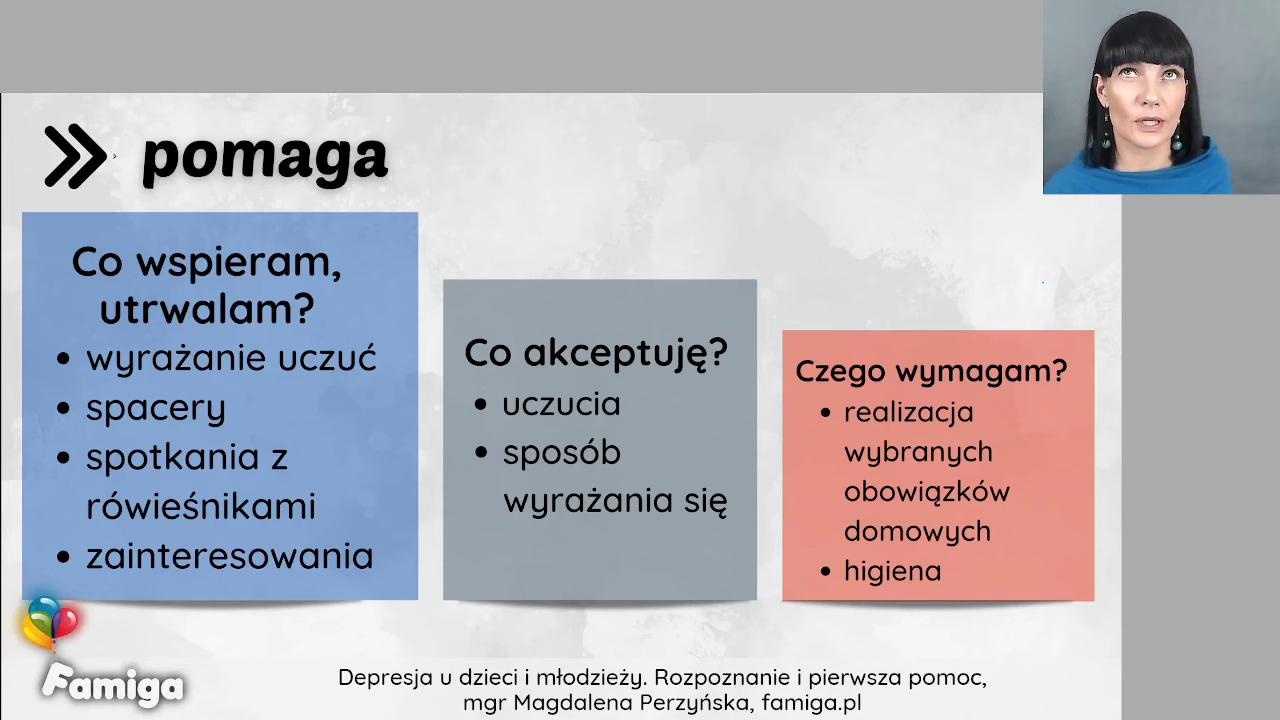 pomaga
Co wspieram,
utrwalam?
• wyrażanie uczuć
• spacery
• spotkania z
rówieśnikami
• zainteresowania
Co akceptuję?
• uczucia
• sposób
wyrażania się
Czego wymagam?
• realizacja
wybranych
obowiązków
domowych
• higiena
Famiga
Depresja u dzieci i młodzieży. Rozpoznanie i pierwsza pomoc,
mgr Magdalena Perzyńska, famiga.pl